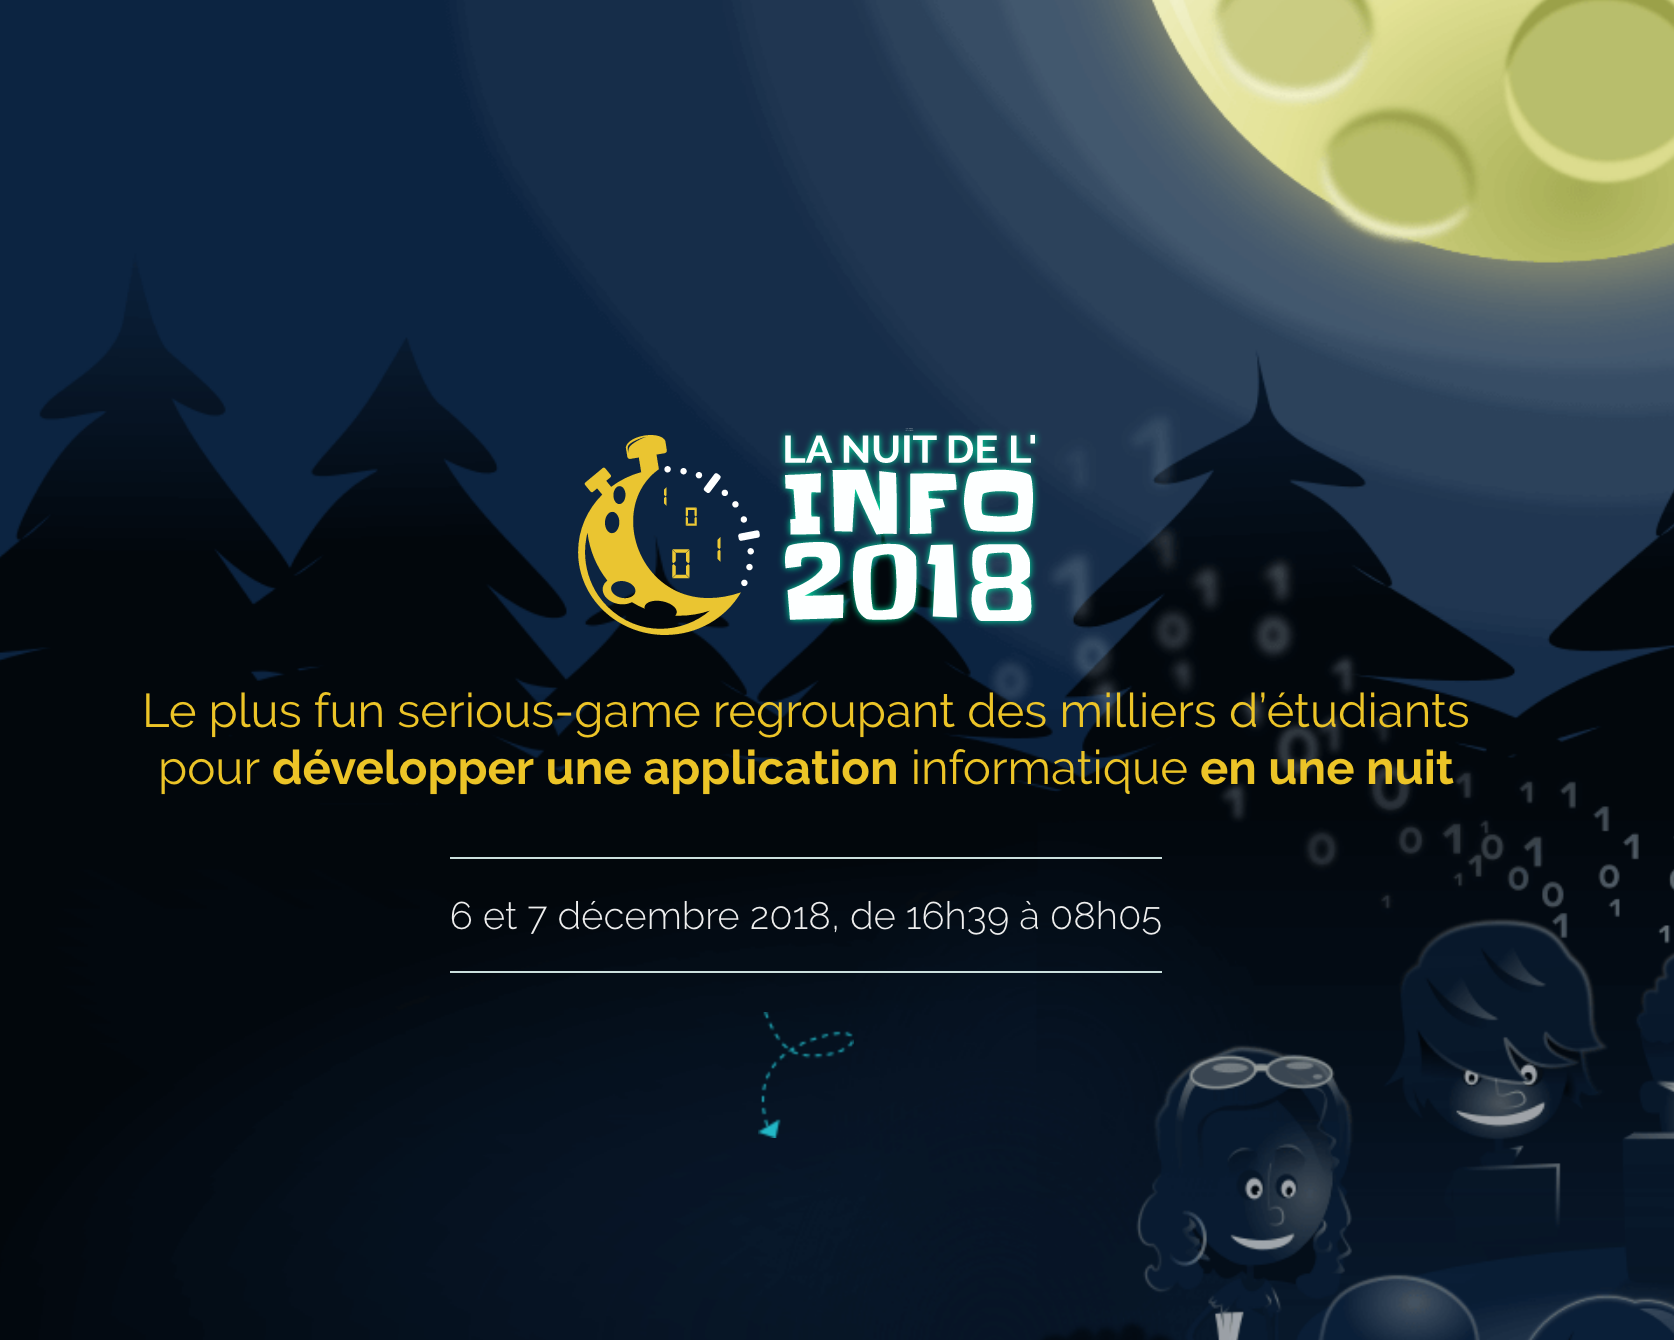 LA NUIT DE L'
INFO
2018
Le plus fun serious-game regroupant des milliers d’étudiants
pour développer une application informatique en une nuit
6 et 7 décembre 2018, de 16h39 à 08h05